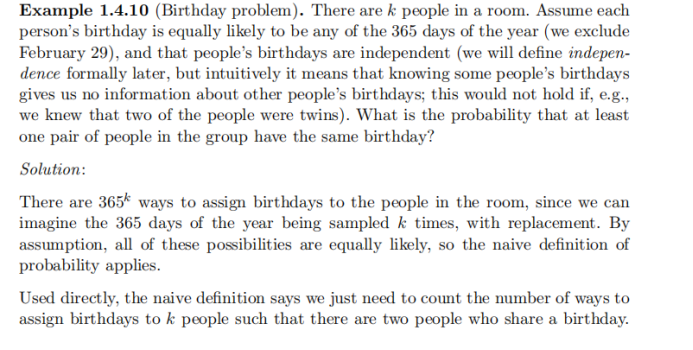 Example 1.4.10 (Birthday problem). There are k people in a room. Assume each
person's birthday is equally likely to be any of the 365 days of the year (we exclude
February 29), and that people's birthdays are independent (we will define indepen-
dence formally later, but intuitively it means that knowing some people's birthdays
gives us no information about other people's birthdays; this would not hold if, e.g.,
we knew that two of the people were twins). What is the probability that at least
one pair of people in the group have the same birthday?
Solution:
There are 365ᵏ ways to assign birthdays to the people in the room, since we can
imagine the 365 days of the year being sampled k times, with replacement. By
assumption, all of these possibilities are equally likely, so the naive definition of
probability applies.
Used directly, the naive definition says we just need to count the number of ways to
assign birthdays to k people such that there are two people who share a birthday.